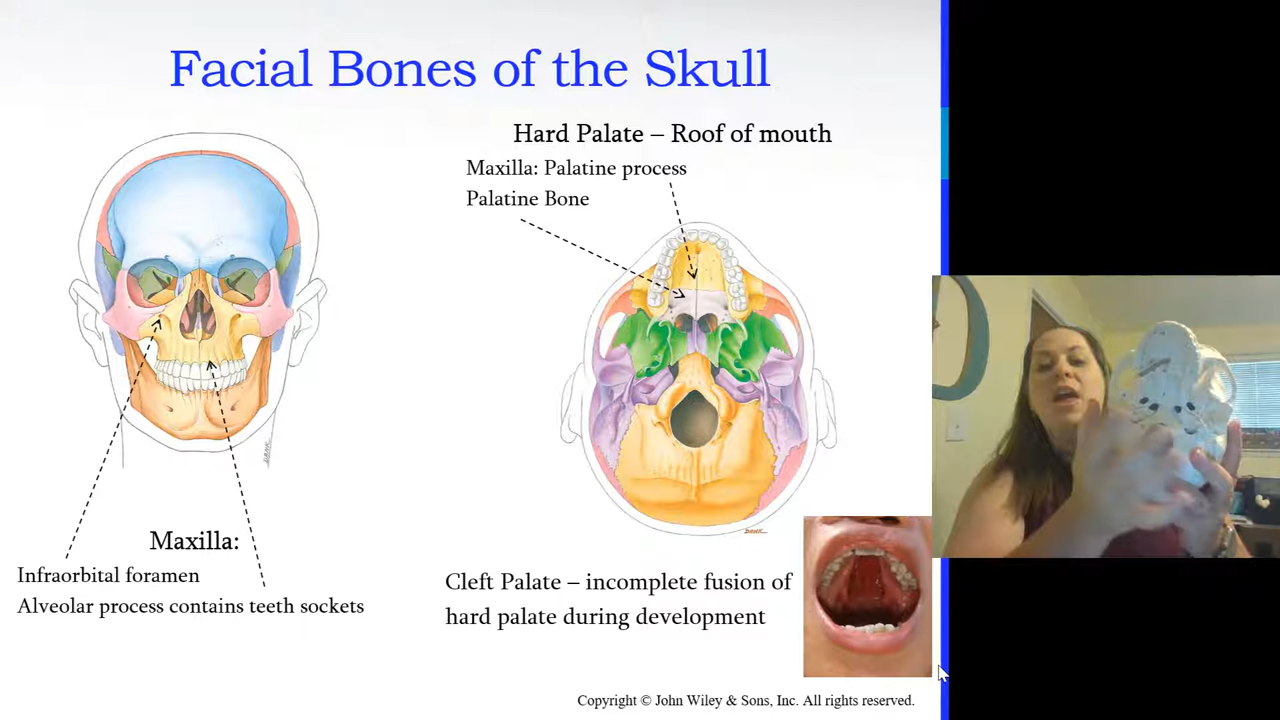 Facial Bones of the Skull
Hard Palate – Roof of mouth
Maxilla: Palatine process
Palatine Bone
Maxilla:
Infraorbital foramen
Alveolar process contains teeth sockets
Cleft Palate – incomplete fusion of
hard palate during development
Copyright © John Wiley & Sons, Inc. All rights reserved.